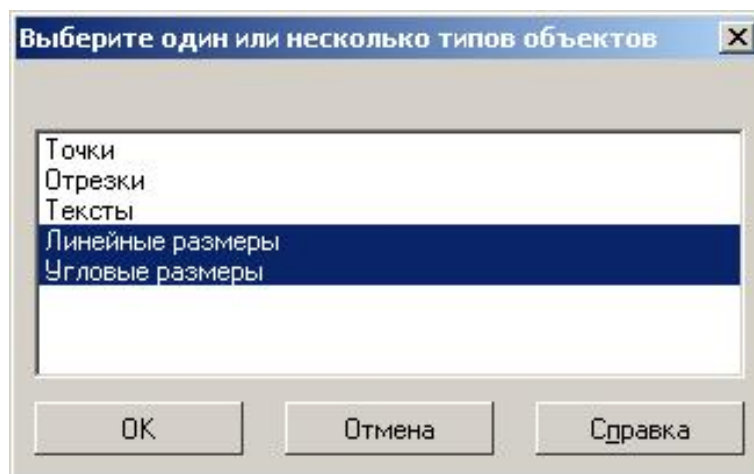 Выберите один или несколько типов объектов
Точки
Отрезки
Тексты
Линейные размеры
Угловые размеры
OK
Отмена
Справка